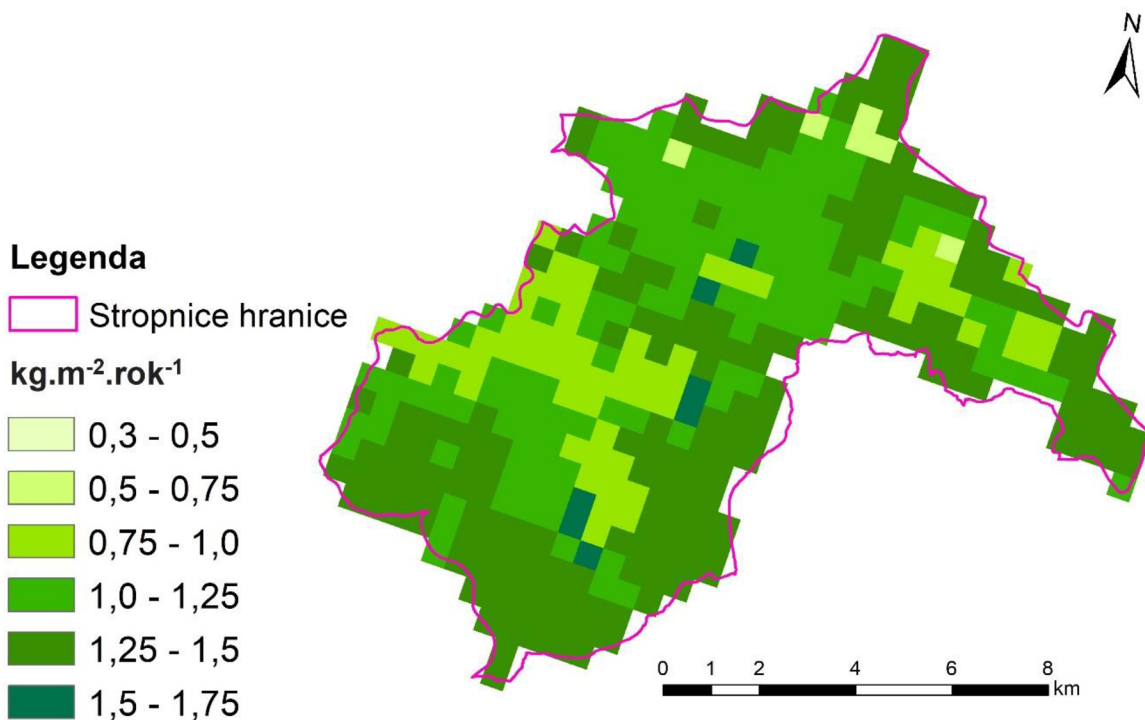 N
Legenda
Stropnice hranice
kg.m⁻².rok⁻¹
0,3 - 0,5
0,5 - 0,75
0,75 - 1,0
1,0 - 1,25
1,25 - 1,5
1,5 - 1,75
0 1 2 4 6 8
km